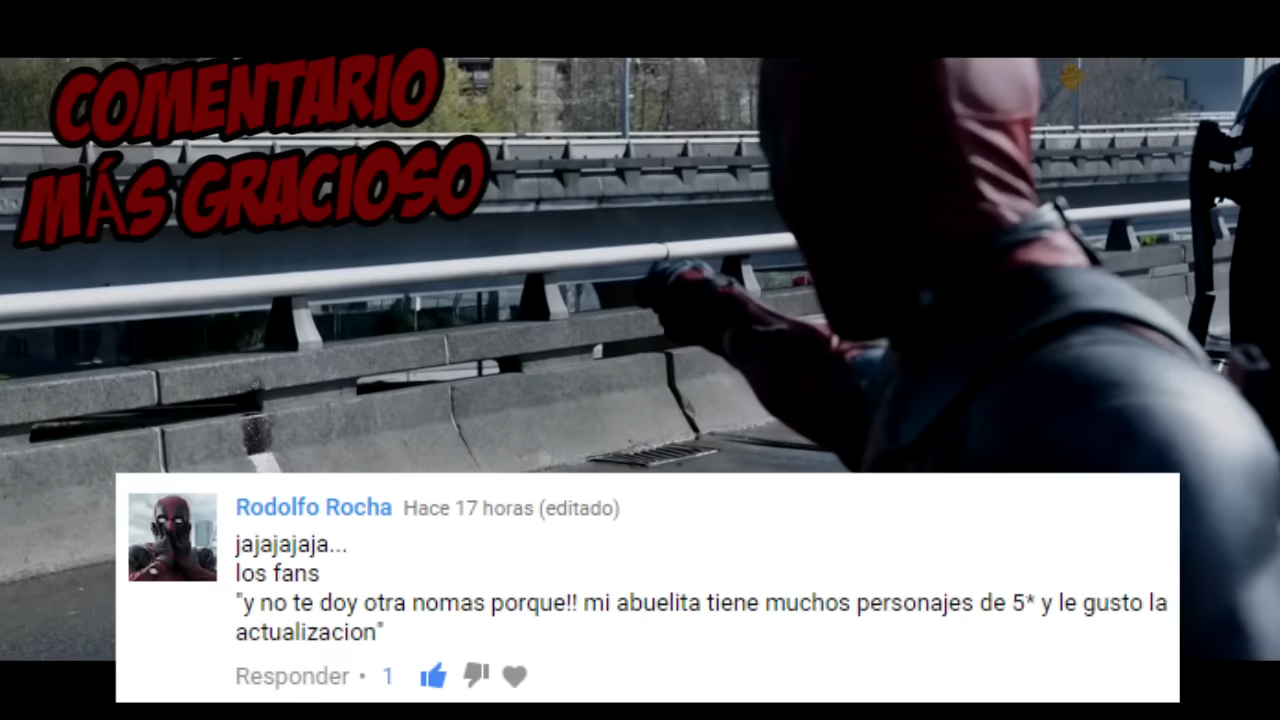 COMENTARIO
MÁS GRACIOSO
Rodolfo Rocha Hace 17 horas (editado)
jajajajaja...
los fans
"y no te doy otra nomas porque!! mi abuelita tiene muchos personajes de 5* y le gusto la
actualizacion"
Responder • 1